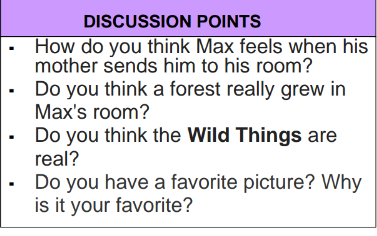 DISCUSSION POINTS
▪ How do you think Max feels when his
mother sends him to his room?
▪ Do you think a forest really grew in
Max's room?
▪ Do you think the Wild Things are
real?
▪ Do you have a favorite picture? Why
is it your favorite?